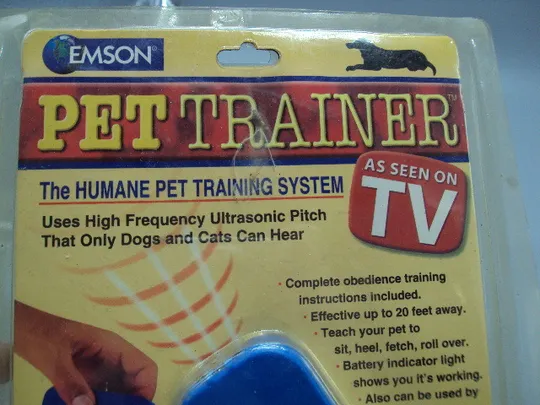 EMSON®
PET TRAINER™
The HUMANE PET TRAINING SYSTEM
Uses High Frequency Ultrasonic Pitch
That Only Dogs and Cats Can Hear
AS SEEN ON
TV
· Complete obedience training
instructions included.
· Effective up to 20 feet away.
· Teach your pet to
sit, heel, fetch, roll over.
· Battery indicator light
shows you it's working.
· Also can be used by